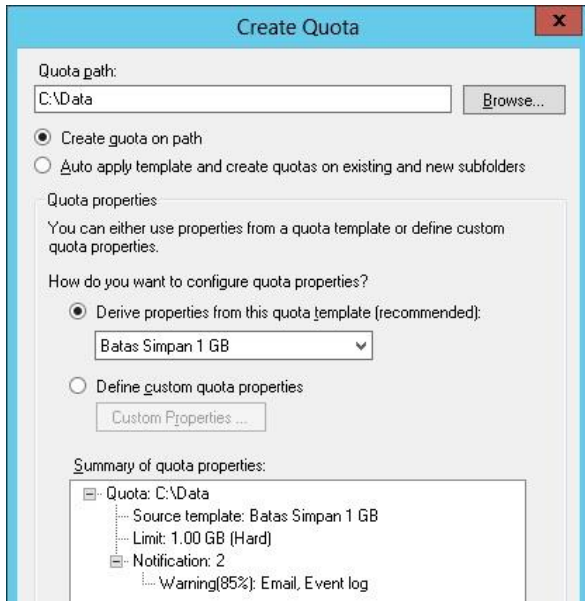 Create Quota
x
Quota path:
C:\Data
Browse...
Create quota on path
Auto apply template and create quotas on existing and new subfolders
Quota properties
You can either use properties from a quota template or define custom
quota properties.
How do you want to configure quota properties?
Derive properties from this quota template (recommended):
Batas Simpan 1 GB
Define custom quota properties
Custom Properties ...
Summary of quota properties:
Quota: C:\Data
Source template: Batas Simpan 1 GB
Limit: 1.00 GB (Hard)
Notification: 2
Warning(85%): Email, Event log